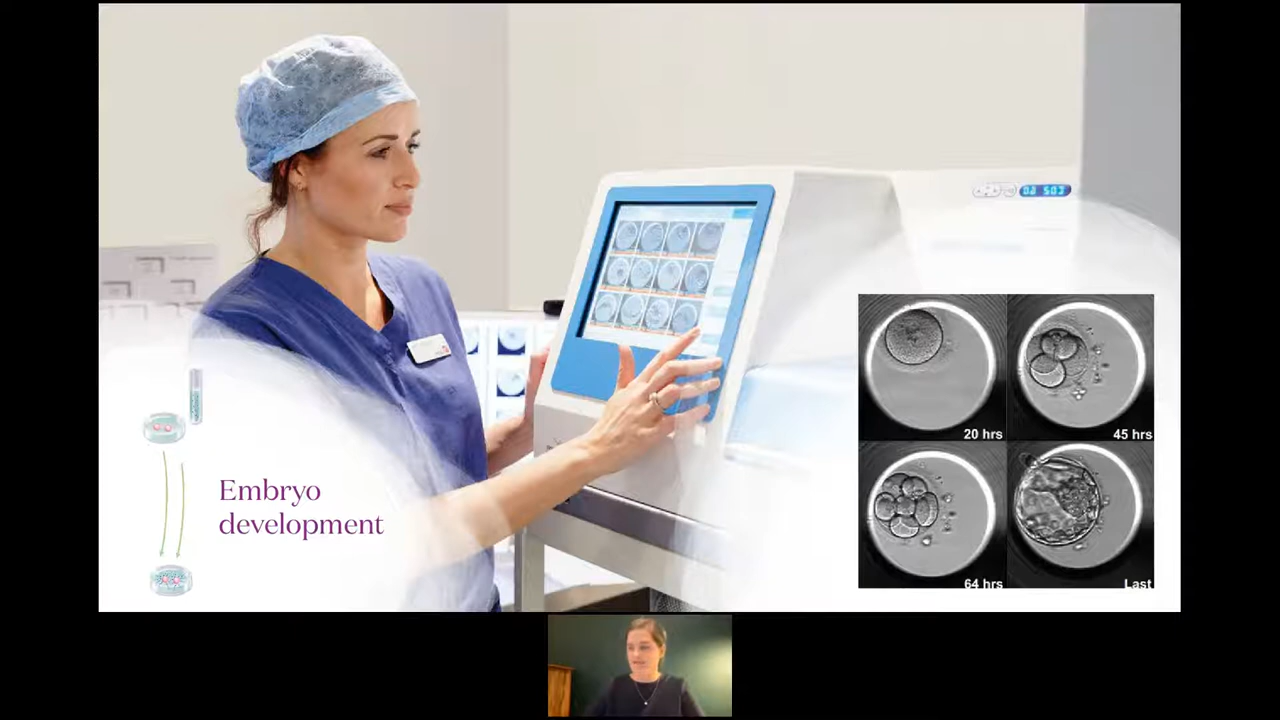 Embryo
development
20 hrs
45 hrs
64 hrs
Last